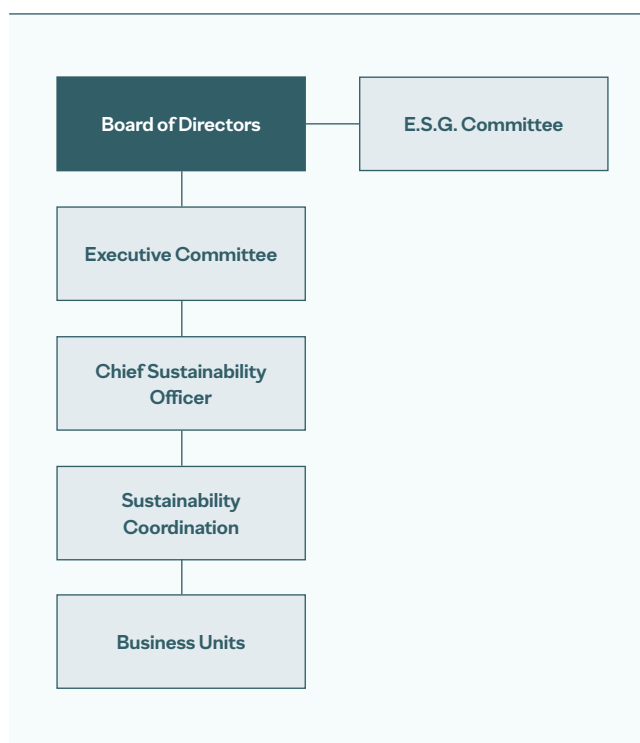 Board of Directors
E.S.G. Committee
Executive Committee
Chief Sustainability
Officer
Sustainability
Coordination
Business Units